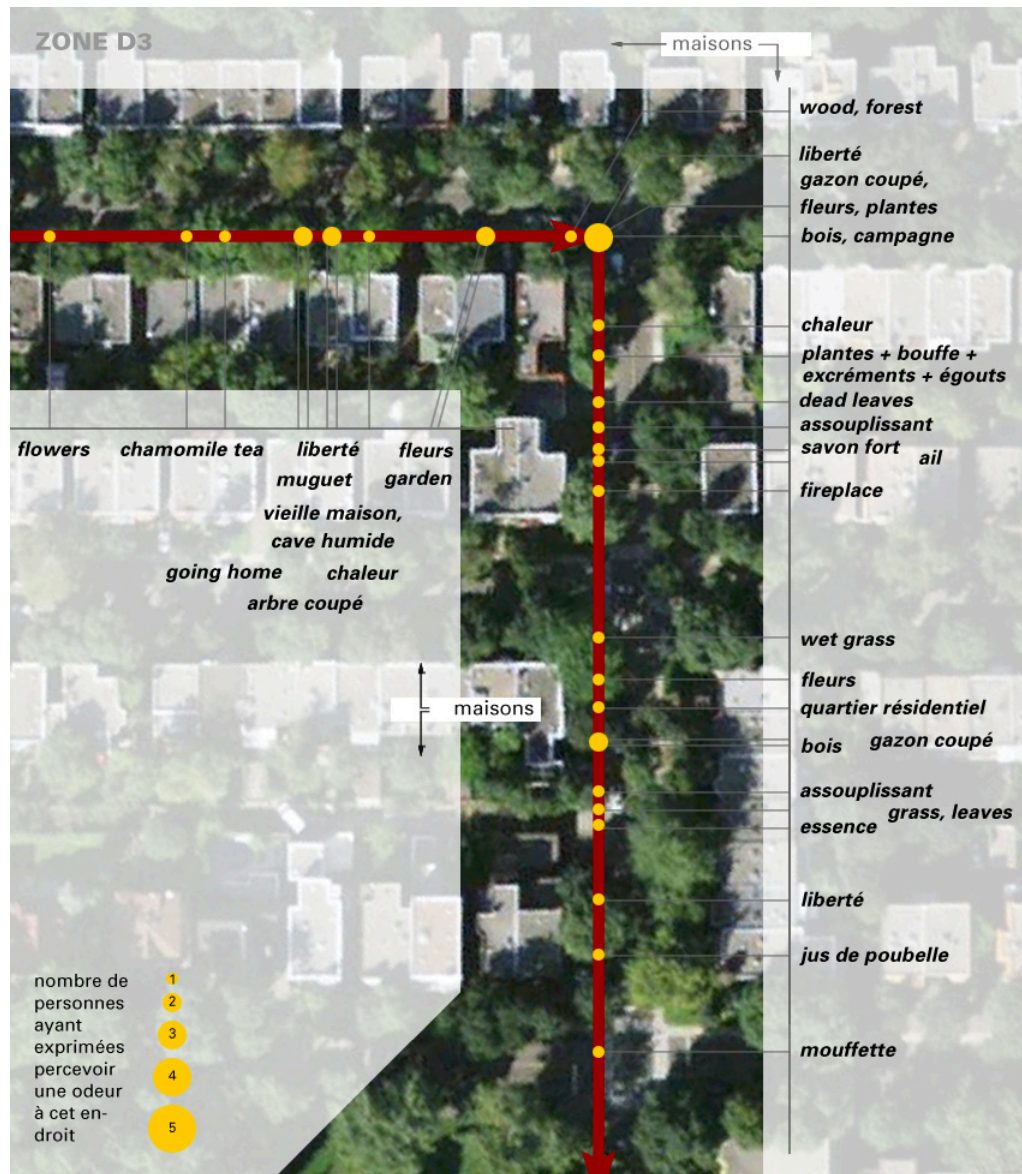 ZONE D3
maisons
wood, forest
liberté
gazon coupé,
fleurs, plantes
bois, campagne
chaleur
plantes + bouffe +
excréments + égouts
dead leaves
assouplissant
savon fort
ail
fireplace
flowers
chamomile tea
liberté
fleurs
muguet
garden
vieille maison,
cave humide
going home
chaleur
arbre coupé
wet grass
fleurs
maisons
quartier résidentiel
bois
gazon coupé
assouplissant
grass, leaves
essence
liberté
jus de poubelle
mouffette
nombre de
personnes
ayant
exprimées
percevoir
une odeur
à cet en-
droit
1
2
3
4
5